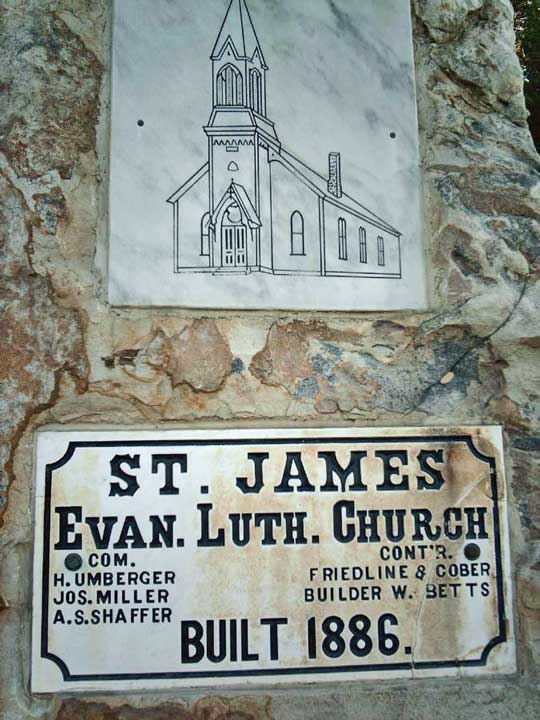 ST. JAMES
EVAN. LUTH. CHURCH
COM.
H. UMBERGER
JOS. MILLER
A. S. SHAFFER
CONT'R.
FRIEDLINE & COBER
BUILDER W. BETTS
BUILT 1886.